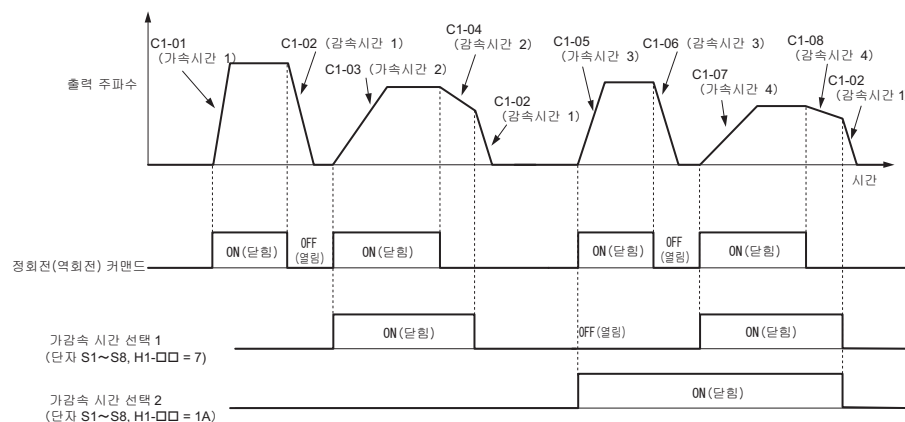 C1-01
(가속시간 1)
C1-02 (감속시간 1)
C1-03 (가속시간 2)
C1-04
(감속시간 2)
C1-02
(감속시간 1)
C1-05
(가속시간 3)
C1-06 (감속시간 3)
C1-07
(가속시간 4)
C1-08
(감속시간 4)
C1-02
(감속시간 1
출력 주파수
시간
정회전(역회전) 커맨드
ON(닫힘)
OFF
(열림)
ON(닫힘)
ON(닫힘)
OFF
(열림)
ON(닫힘)
가감속 시간 선택 1
(단자 S1~S8, H1-□□ = 7)
ON(닫힘)
OFF(열림)
ON(닫힘)
가감속 시간 선택 2
(단자 S1~S8, H1-□□ = 1A)
ON(닫힘)